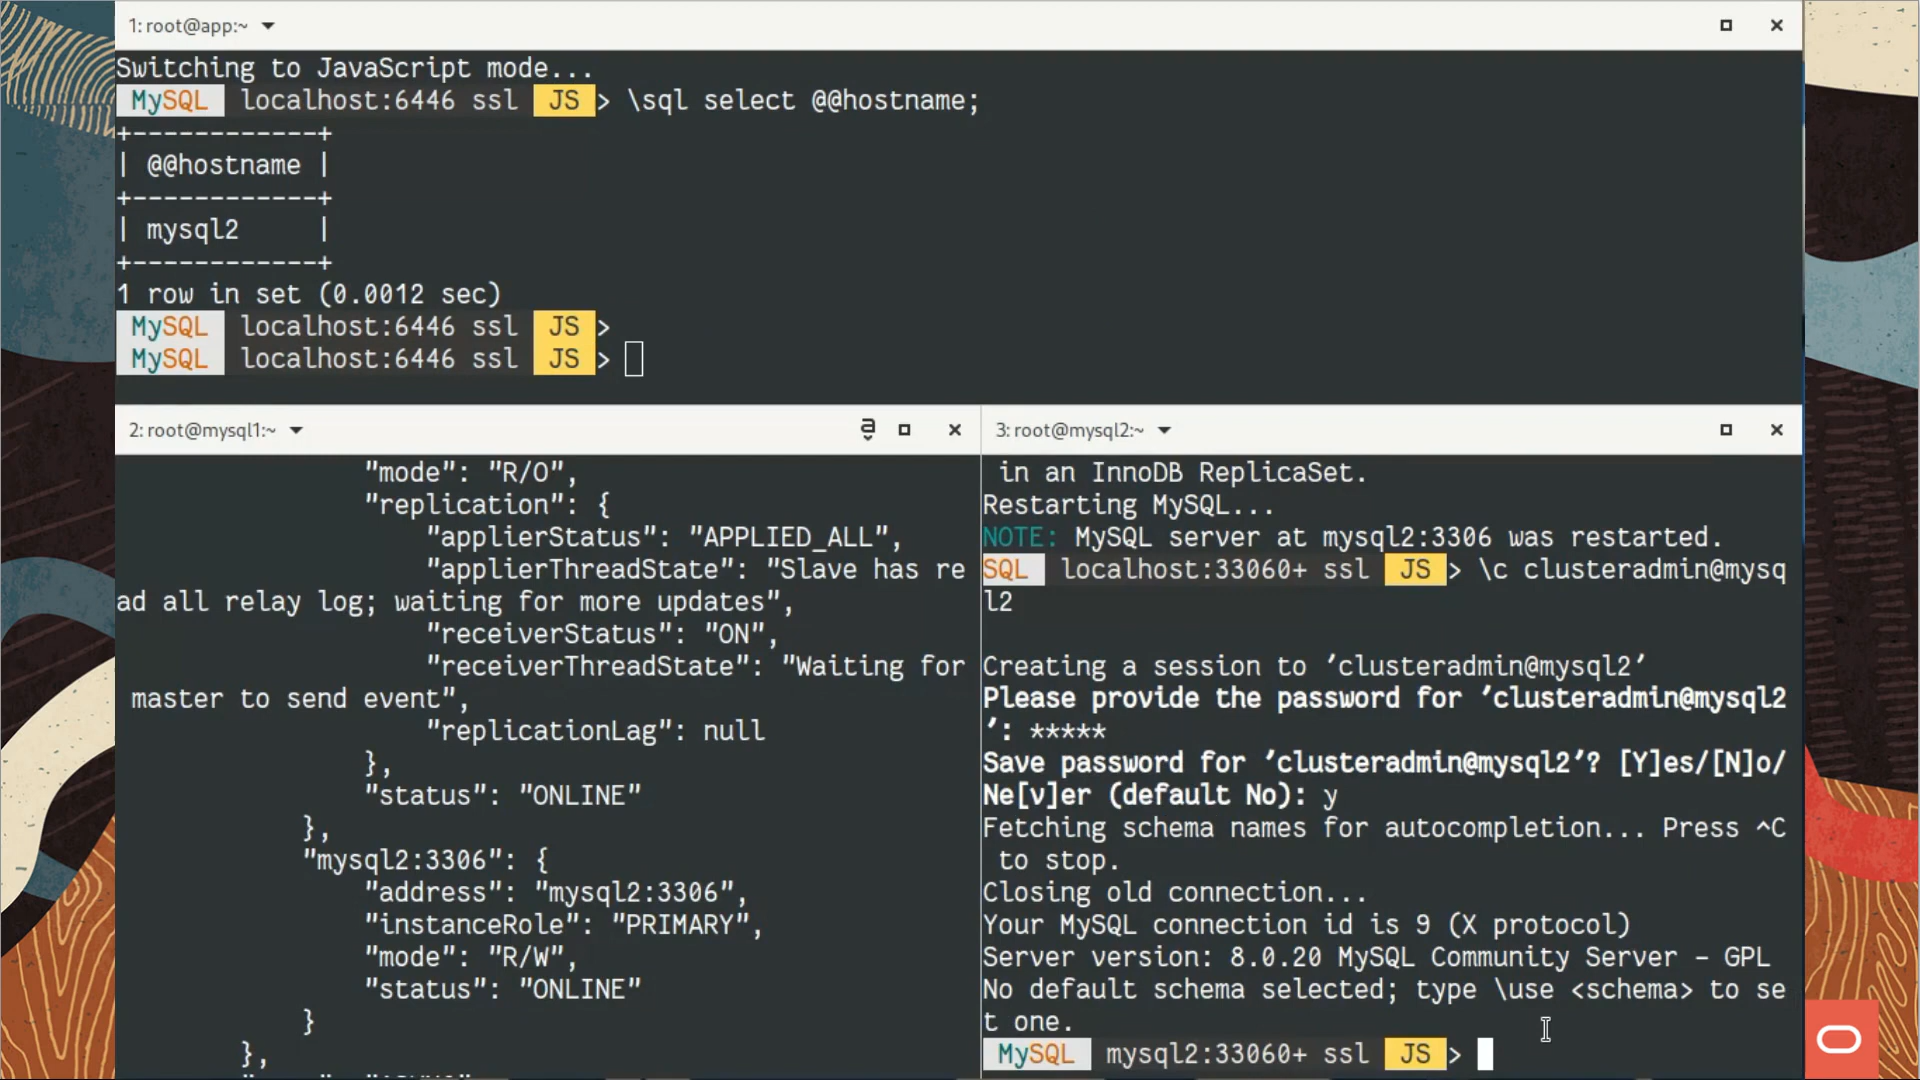 1: root@app:~
Switching to JavaScript mode...
MySQL localhost:6446 ssl JS > \sql select @@hostname;
+------------+
| @@hostname |
+------------+
| mysql2     |
+------------+
1 row in set (0.0012 sec)
MySQL localhost:6446 ssl JS >
MySQL localhost:6446 ssl JS >
2: root@mysql1:~
"mode": "R/O",
"replication": {
"applierStatus": "APPLIED_ALL",
"applierThreadState": "Slave has re
ad all relay log; waiting for more updates",
"receiverStatus": "ON",
"receiverThreadState": "Waiting for
master to send event",
"replicationLag": null
},
"status": "ONLINE"
},
"mysql2:3306": {
"address": "mysql2:3306",
"instanceRole": "PRIMARY",
"mode": "R/W",
"status": "ONLINE"
}
},
3: root@mysql2:~
in an InnoDB ReplicaSet.
Restarting MySQL...
NOTE: MySQL server at mysql2:3306 was restarted.
SQL localhost:33060+ ssl JS > \c clusteradmin@mysq
l2
Creating a session to 'clusteradmin@mysql2'
Please provide the password for 'clusteradmin@mysql2
': *****
Save password for 'clusteradmin@mysql2'? [Y]es/[N]o/
Ne[v]er (default No): y
Fetching schema names for autocompletion... Press ^C
to stop.
Closing old connection...
Your MySQL connection id is 9 (X protocol)
Server version: 8.0.20 MySQL Community Server - GPL
No default schema selected; type \use <schema> to se
t one.
MySQL mysql2:33060+ ssl JS >